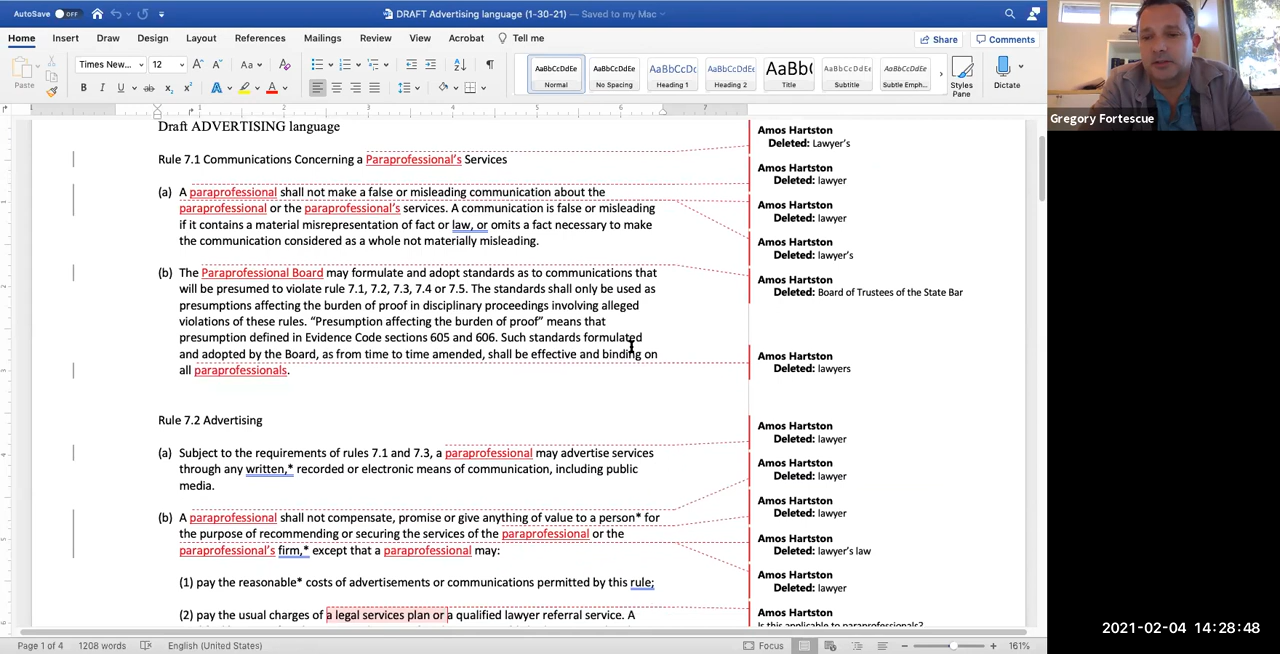 AutoSave OFF
DRAFT Advertising language (1-30-21) — Saved to my Mac
Home Insert Draw Design Layout References Mailings Review View Acrobat Tell me
Share Comments
Paste
Times New... 12
AaBbCcDdEe
Normal
AaBbCcDdEe
No Spacing
AaBbCcDc
Heading 1
AaBbCcDdEe
Heading 2
AaBb(
Title
AaBbCcDdEe
Subtitle
AaBbCcDdEe
Subtle Emph...
Styles
Pane
Dictate
Gregory Fortescue
Draft ADVERTISING language
Rule 7.1 Communications Concerning a Paraprofessional's Services
(a) A paraprofessional shall not make a false or misleading communication about the
paraprofessional or the paraprofessional's services. A communication is false or misleading
if it contains a material misrepresentation of fact or law, or omits a fact necessary to make
the communication considered as a whole not materially misleading.
(b) The Paraprofessional Board may formulate and adopt standards as to communications that
will be presumed to violate rule 7.1, 7.2, 7.3, 7.4 or 7.5. The standards shall only be used as
presumptions affecting the burden of proof in disciplinary proceedings involving alleged
violations of these rules. “Presumption affecting the burden of proof” means that
presumption defined in Evidence Code sections 605 and 606. Such standards formulated
and adopted by the Board, as from time to time amended, shall be effective and binding on
all paraprofessionals.
Rule 7.2 Advertising
(a) Subject to the requirements of rules 7.1 and 7.3, a paraprofessional may advertise services
through any written,* recorded or electronic means of communication, including public
media.
(b) A paraprofessional shall not compensate, promise or give anything of value to a person* for
the purpose of recommending or securing the services of the paraprofessional or the
paraprofessional's firm,* except that a paraprofessional may:
(1) pay the reasonable* costs of advertisements or communications permitted by this rule;
(2) pay the usual charges of a legal services plan or a qualified lawyer referral service. A
Amos Hartston
Deleted: Lawyer's
Amos Hartston
Deleted: lawyer
Amos Hartston
Deleted: lawyer
Amos Hartston
Deleted: lawyer's
Amos Hartston
Deleted: Board of Trustees of the State Bar
Amos Hartston
Deleted: lawyers
Amos Hartston
Deleted: lawyer
Amos Hartston
Deleted: lawyer
Amos Hartston
Deleted: lawyer
Amos Hartston
Deleted: lawyer's law
Amos Hartston
Deleted: lawyer
Amos Hartston
Is this applicable to paraprofessionals?
2021-02-04 14:28:48
Page 1 of 4 1208 words English (United States) Focus 161%